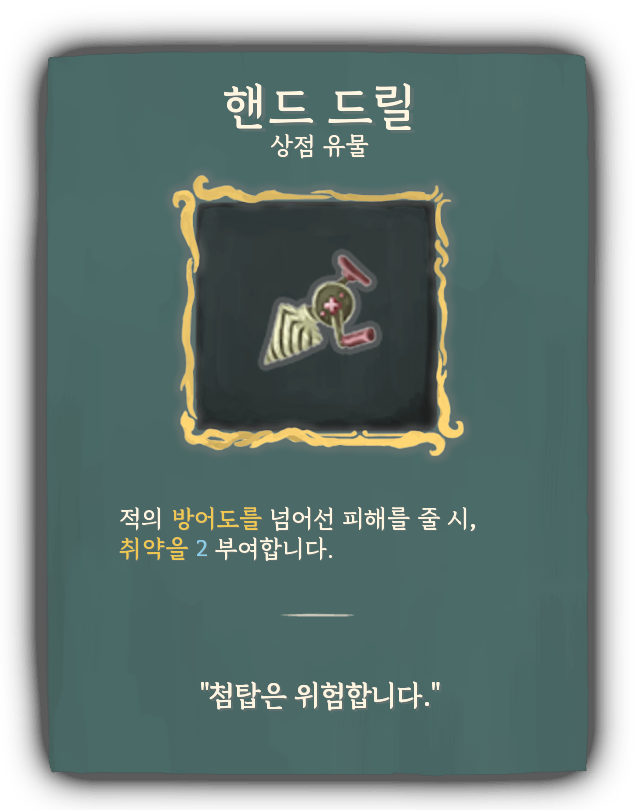 핸드 드릴
상점 유물
적의 방어도를 넘어선 피해를 줄 시,
취약을 2 부여합니다.
"첨탑은 위험합니다."